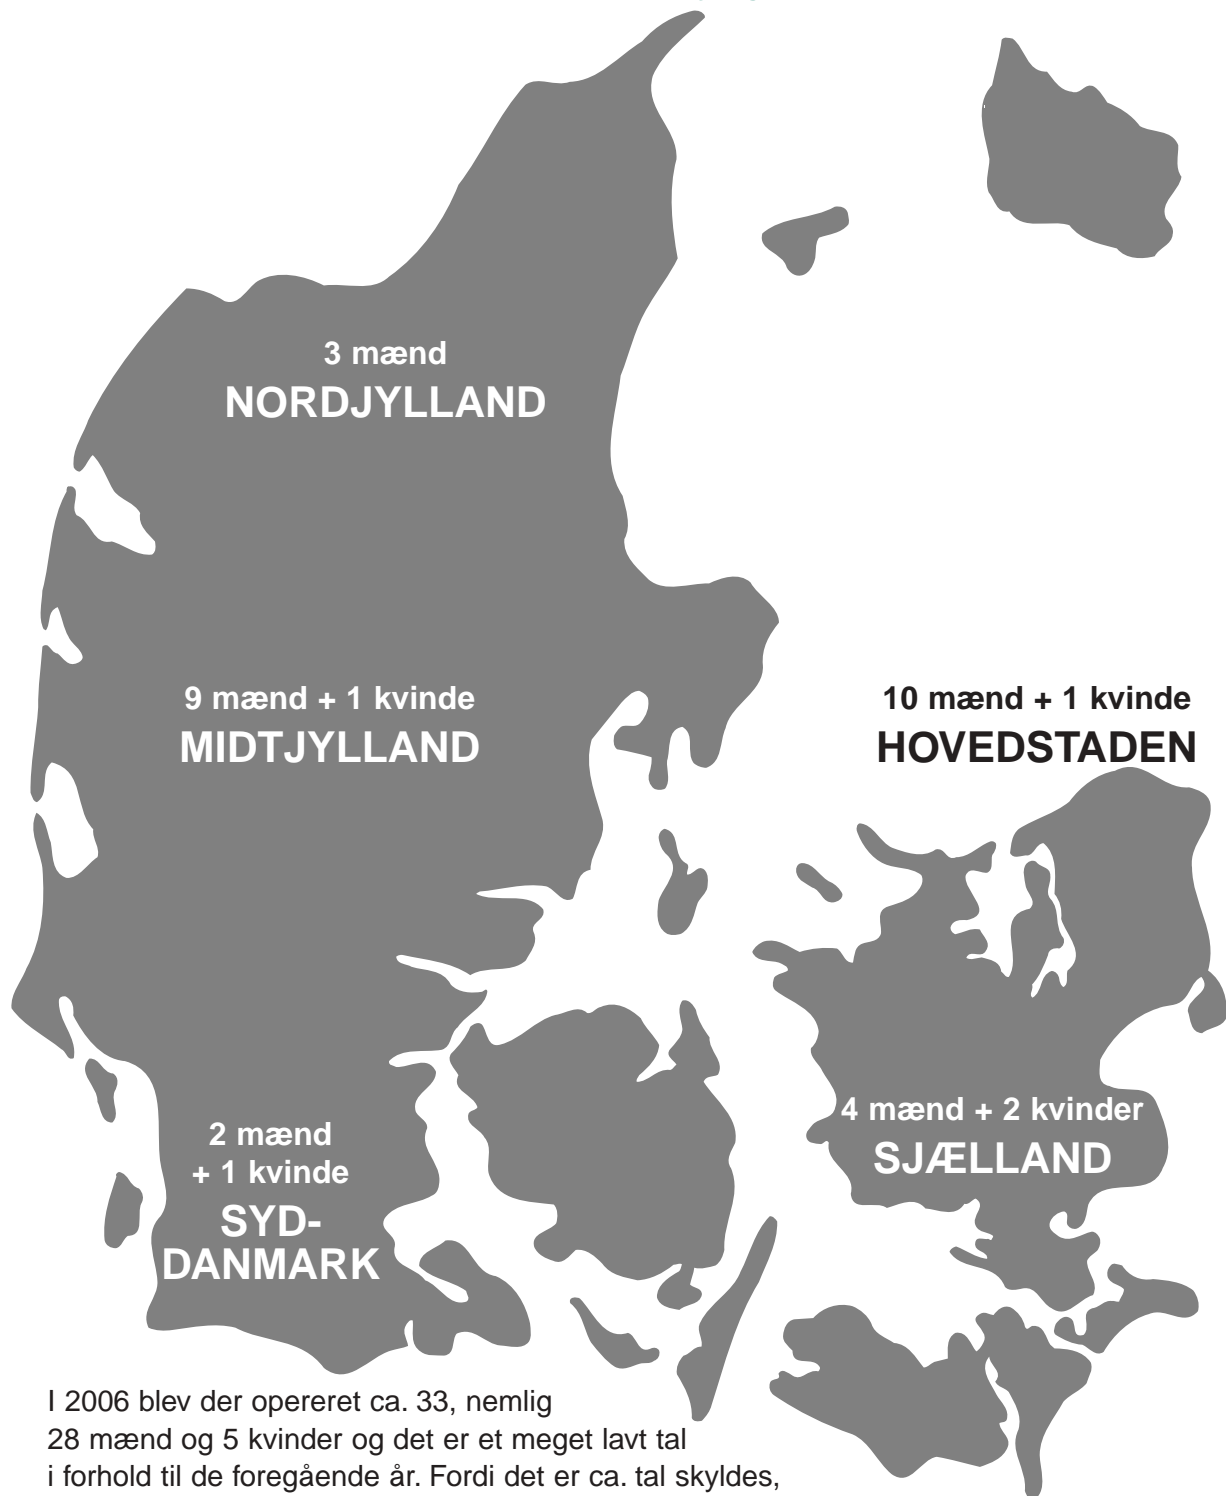 3 mænd
NORDJYLLAND
9 mænd + 1 kvinde
MIDTJYLLAND
10 mænd + 1 kvinde
HOVEDSTADEN
4 mænd + 2 kvinder
SJÆLLAND
2 mænd
+ 1 kvinde
SYD-
DANMARK
I 2006 blev der opereret ca. 33, nemlig
28 mænd og 5 kvinder og det er et meget lavt tal
i forhold til de foregående år. Fordi det er ca. tal skyldes,